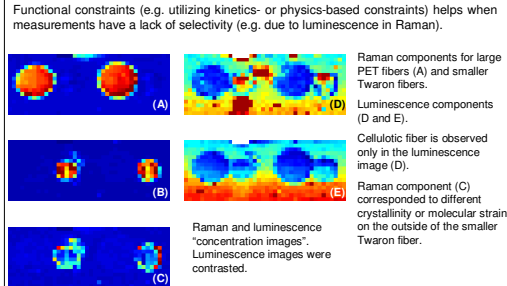 Functional constraints (e.g. utilizing kinetics- or physics-based constraints) helps when
measurements have a lack of selectivity (e.g. due to luminescence in Raman).
(A)
(D)
Raman components for large
PET fibers (A) and smaller
Twaron fibers.
Luminescence components
(D and E).
(B)
(E)
Cellulotic fiber is observed
only in the luminescence
image (D).
Raman component (C)
corresponded to different
crystallinity or molecular strain
on the outside of the smaller
Twaron fiber.
(C)
Raman and luminescence
“concentration images”.
Luminescence images were
contrasted.